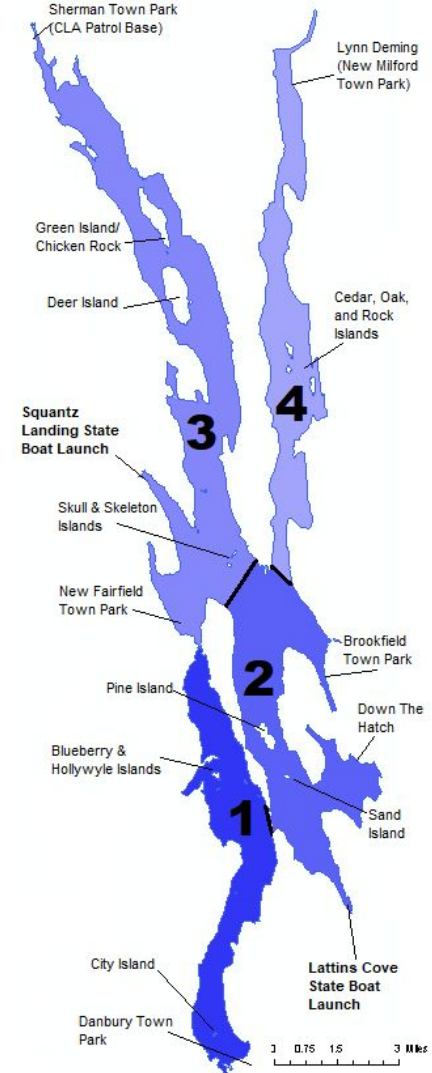 Sherman Town Park
(CLA Patrol Base)
Lynn Deming
(New Milford
Town Park)
Green Island/
Chicken Rock
Deer Island
Cedar, Oak,
and Rock
Islands
4
3
Squantz
Landing State
Boat Launch
Skull & Skeleton
Islands
New Fairfield
Town Park
Brookfield
Town Park
2
Pine Island
Down The
Hatch
Blueberry &
Hollywyle Islands
1
Sand
Island
City Island
Lattins Cove
State Boat
Launch
Danbury Town
Park
0.75 1.5 3